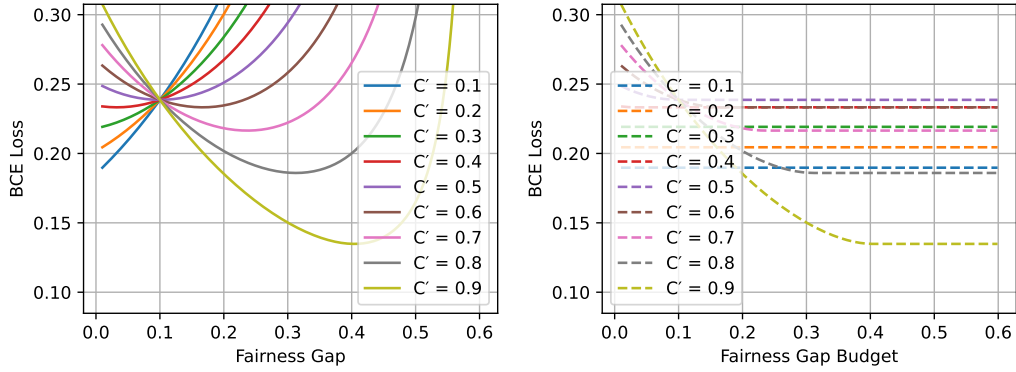 0.30
0.25
0.20
0.15
0.10
BCE Loss
0.0 0.1 0.2 0.3 0.4 0.5 0.6
Fairness Gap
C′ = 0.1
C′ = 0.2
C′ = 0.3
C′ = 0.4
C′ = 0.5
C′ = 0.6
C′ = 0.7
C′ = 0.8
C′ = 0.9
0.30
0.25
0.20
0.15
0.10
BCE Loss
0.0 0.1 0.2 0.3 0.4 0.5 0.6
Fairness Gap Budget
C′ = 0.1
C′ = 0.2
C′ = 0.3
C′ = 0.4
C′ = 0.5
C′ = 0.6
C′ = 0.7
C′ = 0.8
C′ = 0.9